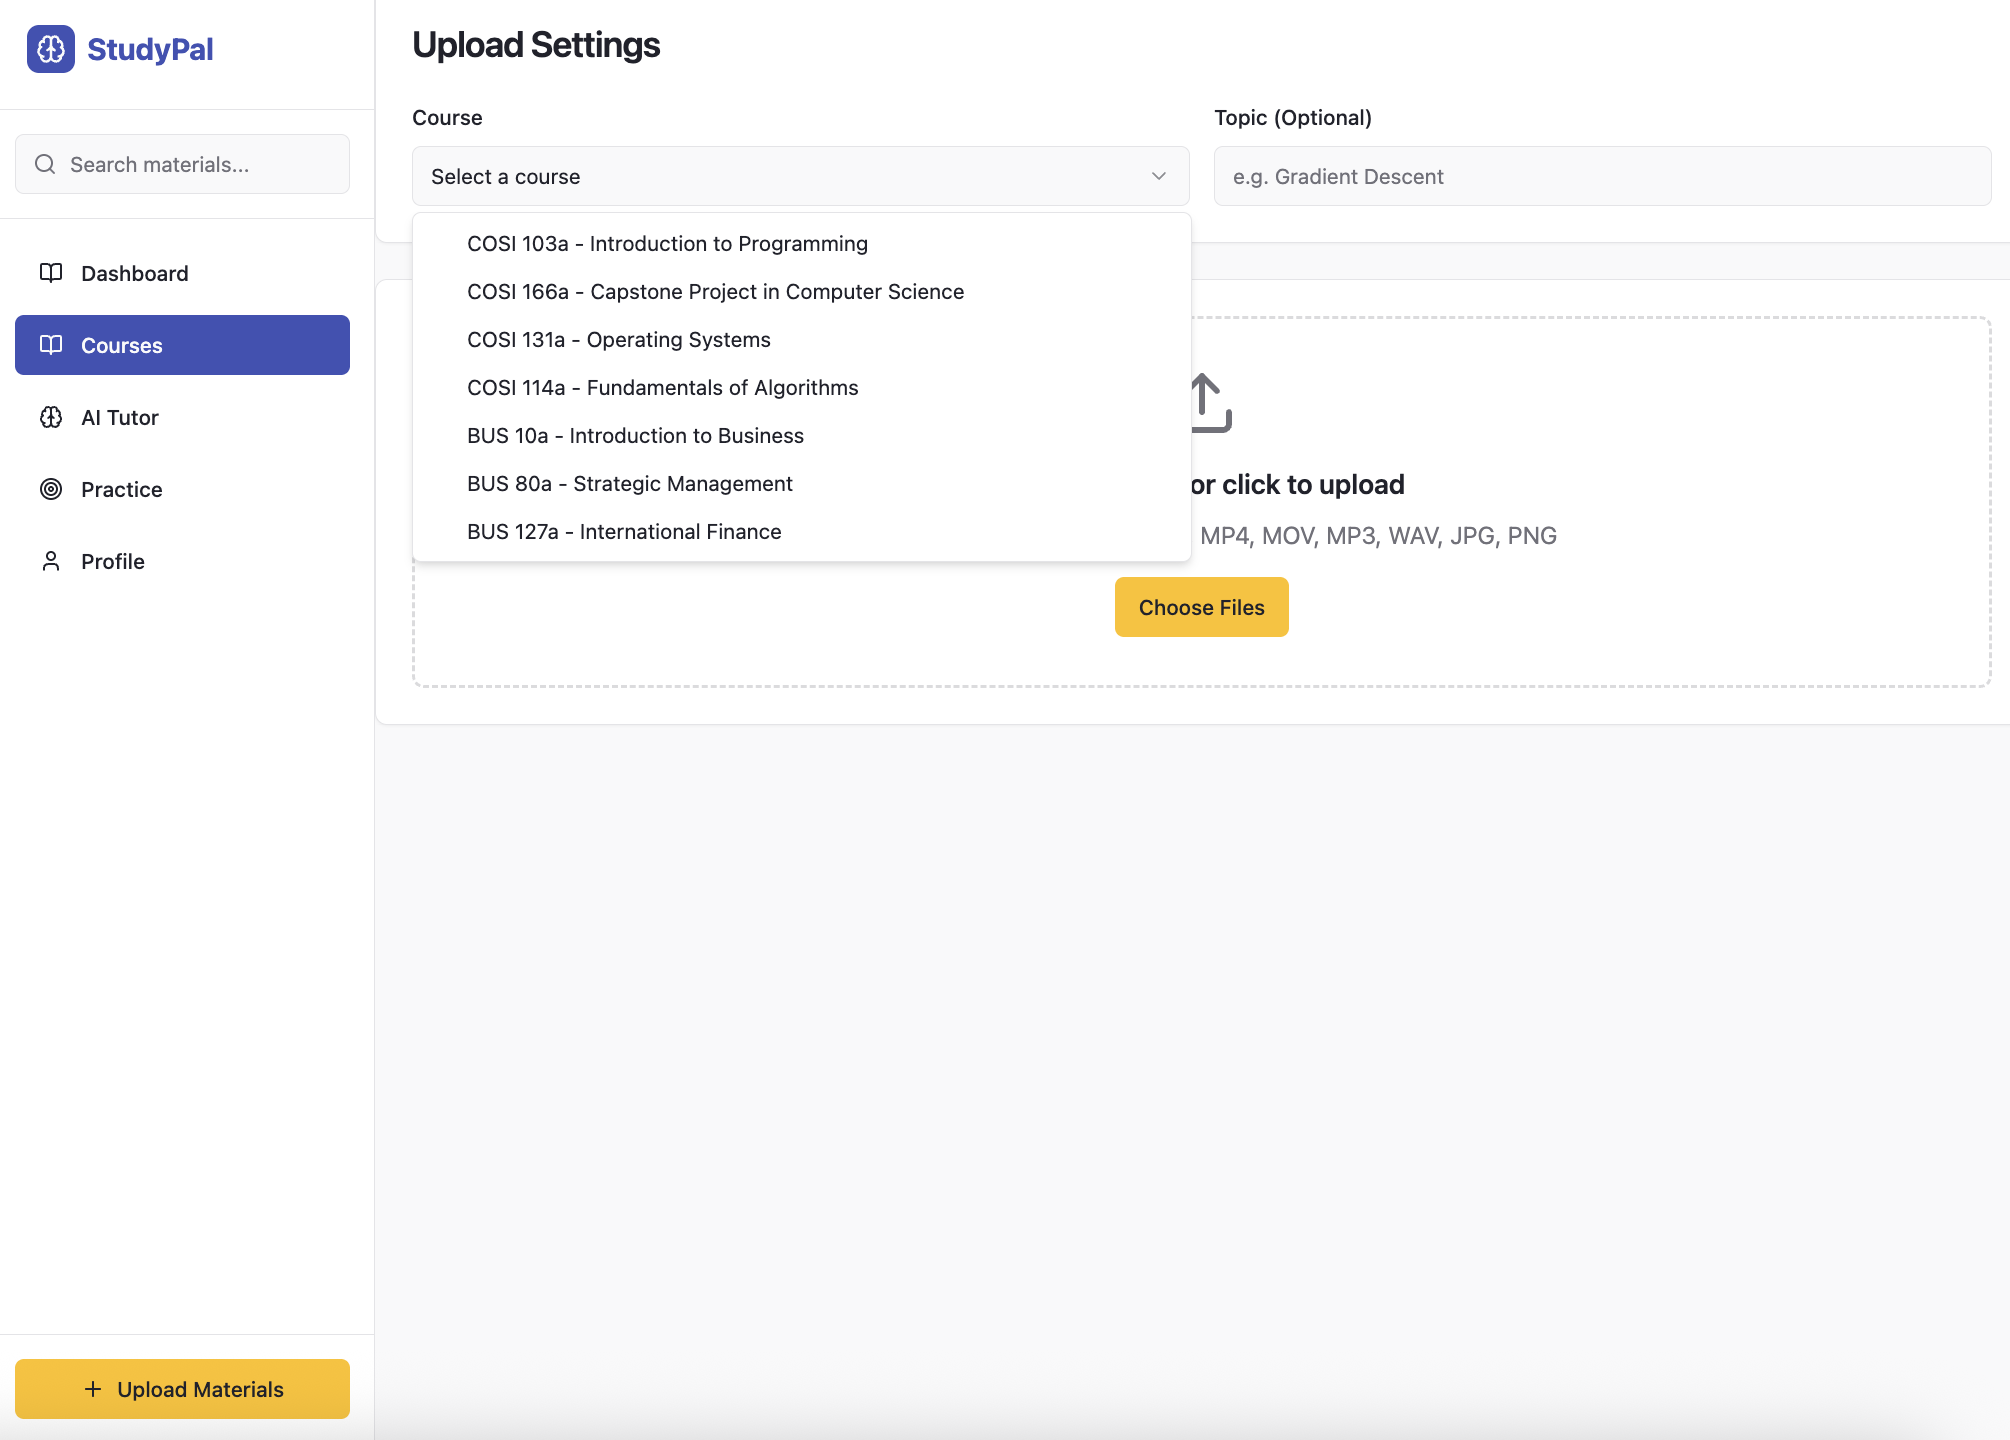 StudyPal
Search materials...
Dashboard
Courses
AI Tutor
Practice
Profile
Upload Materials
Upload Settings
Course
Select a course
Topic (Optional)
e.g. Gradient Descent
COSI 103a - Introduction to Programming
COSI 166a - Capstone Project in Computer Science
COSI 131a - Operating Systems
COSI 114a - Fundamentals of Algorithms
BUS 10a - Introduction to Business
BUS 80a - Strategic Management
BUS 127a - International Finance
or click to upload
MP4, MOV, MP3, WAV, JPG, PNG
Choose Files